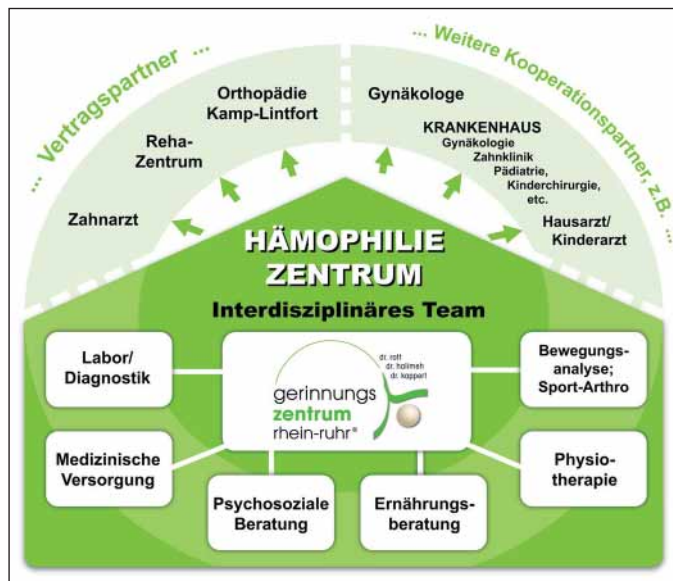 ... Vertragspartner ...
... Weitere Kooperationspartner, z.B. ...
Orthopädie
Kamp-Lintfort
Reha-
Zentrum
Zahnarzt
Gynäkologe
KRANKENHAUS
Gynäkologie
Zahnklinik
Pädiatrie,
Kinderchirurgie,
etc.
Hausarzt/
Kinderarzt
HÄMOPHILIE
ZENTRUM
Interdisziplinäres Team
Labor/
Diagnostik
dr. rott
dr. halimeh
dr. kappert
gerinnungs
zentrum
rhein-ruhr®
Bewegungs-
analyse;
Sport-Arthro
Medizinische
Versorgung
Psychosoziale
Beratung
Ernährungs-
beratung
Physio-
therapie